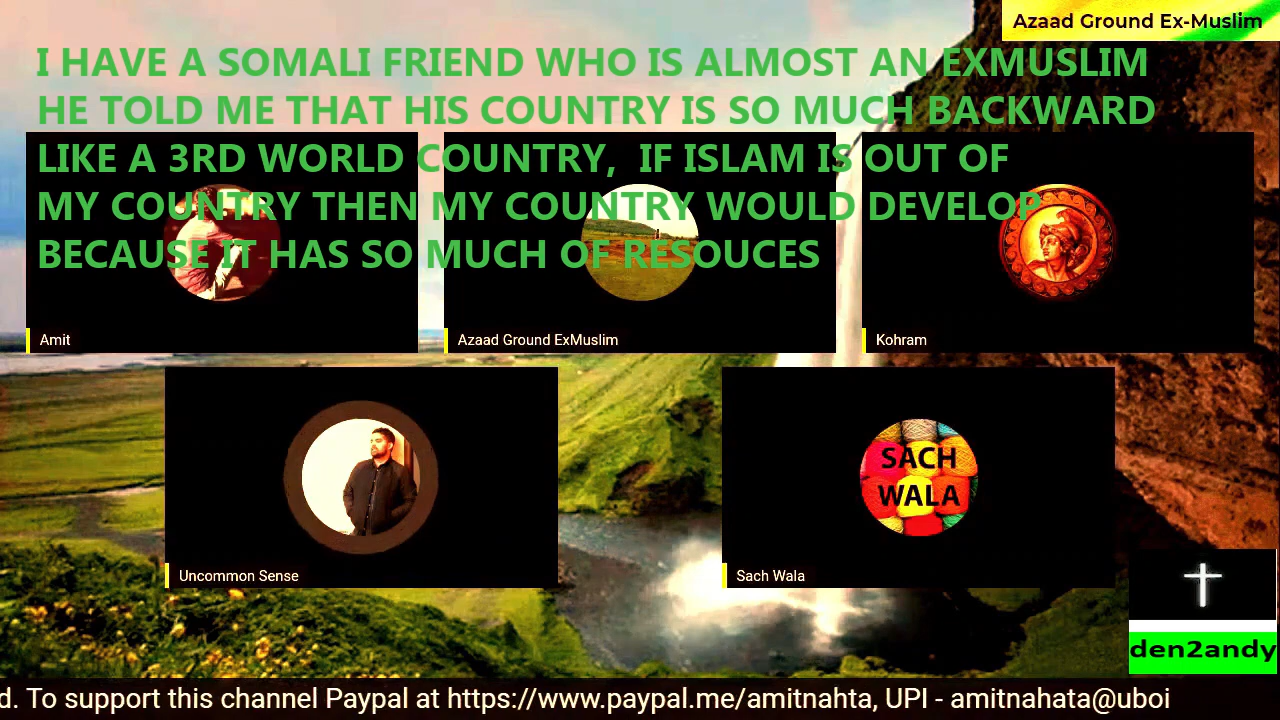 Azaad Ground Ex-Muslim
I HAVE A SOMALI FRIEND WHO IS ALMOST AN EXMUSLIM
HE TOLD ME THAT HIS COUNTRY IS SO MUCH BACKWARD
LIKE A 3RD WORLD COUNTRY, IF ISLAM IS OUT OF
MY COUNTRY THEN MY COUNTRY WOULD DEVELOP
BECAUSE IT HAS SO MUCH OF RESOUCES
Amit
Azaad Ground ExMuslim
Kohram
SACH
WALA
Uncommon Sense
Sach Wala
den2andy
d. To support this channel Paypal at https://www.paypal.me/amitnahta, UPI - amitnahata@uboi